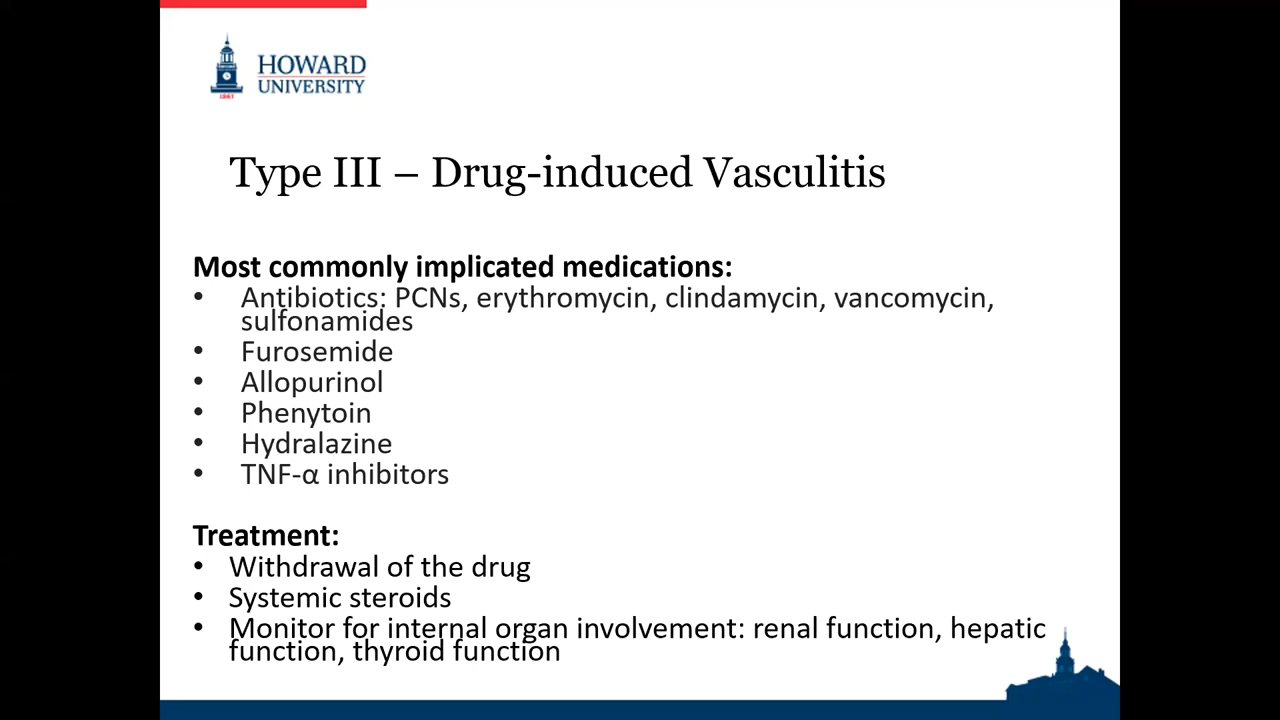 HOWARD
UNIVERSITY
1867
Type III – Drug-induced Vasculitis
Most commonly implicated medications:
• Antibiotics: PCNs, erythromycin, clindamycin, vancomycin,
sulfonamides
• Furosemide
• Allopurinol
• Phenytoin
• Hydralazine
• TNF-α inhibitors
Treatment:
• Withdrawal of the drug
• Systemic steroids
• Monitor for internal organ involvement: renal function, hepatic
function, thyroid function